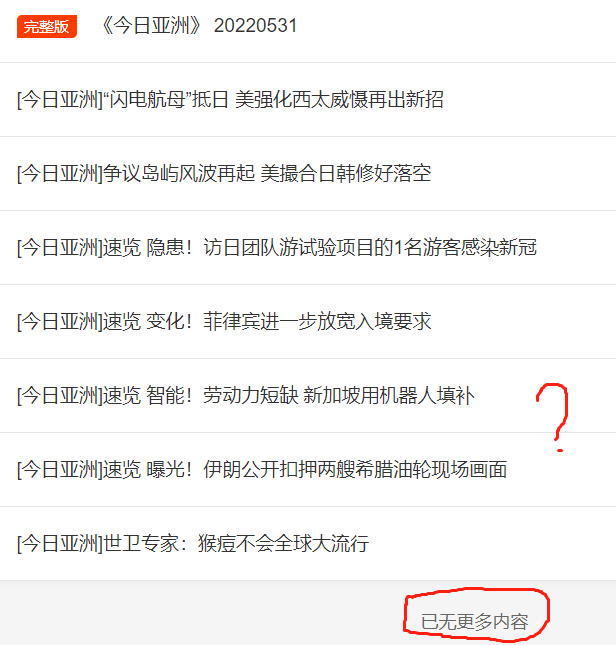 完整版 《今日亚洲》 20220531
[今日亚洲]“闪电航母”抵日 美强化西太威慑再出新招
[今日亚洲]争议岛屿风波再起 美撮合日韩修好落空
[今日亚洲]速览 隐患！访日团队游试验项目的1名游客感染新冠
[今日亚洲]速览 变化！菲律宾进一步放宽入境要求
[今日亚洲]速览 智能！劳动力短缺 新加坡用机器人填补
?
[今日亚洲]速览 曝光！伊朗公开扣押两艘希腊油轮现场画面
[今日亚洲]世卫专家：猴痘不会全球大流行
已无更多内容